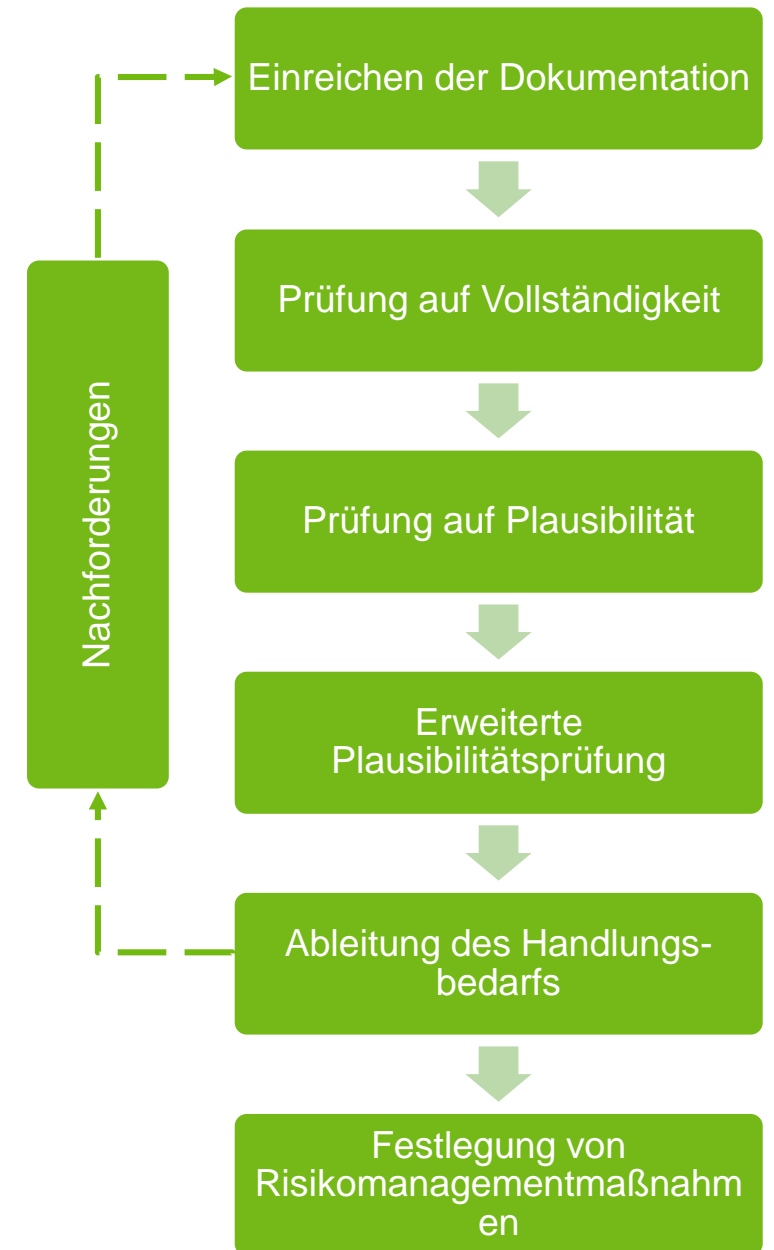 Einreichen der Dokumentation
Prüfung auf Vollständigkeit
Nachforderungen
Prüfung auf Plausibilität
Erweiterte
Plausibilitätsprüfung
Ableitung des Handlungs-
bedarfs
Festlegung von
Risikomanagementmaßnahm
en